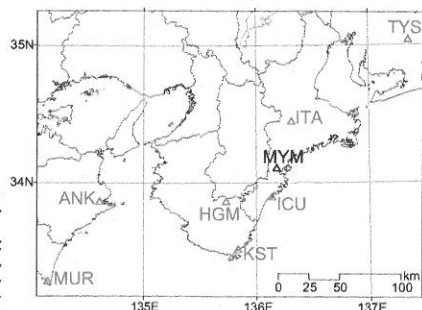 35N
TYS
ITA
MYM
34N
ANK
HGM
ICU
KST
MUR
km
0 25 50 100
135E 136E 137E